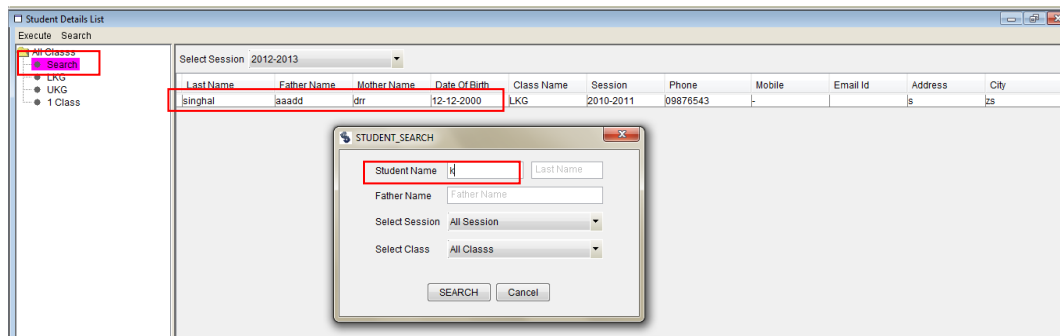 Student Details List
Execute Search
All Classs
Search
LKG
UKG
1 Class
Select Session 2012-2013
Last Name Father Name Mother Name Date Of Birth Class Name Session Phone Mobile Email Id Address City
singhal aaadd drr 12-12-2000 LKG 2010-2011 09876543 - s zs
STUDENT_SEARCH
Student Name k Last Name
Father Name Father Name
Select Session All Session
Select Class All Classs
SEARCH Cancel